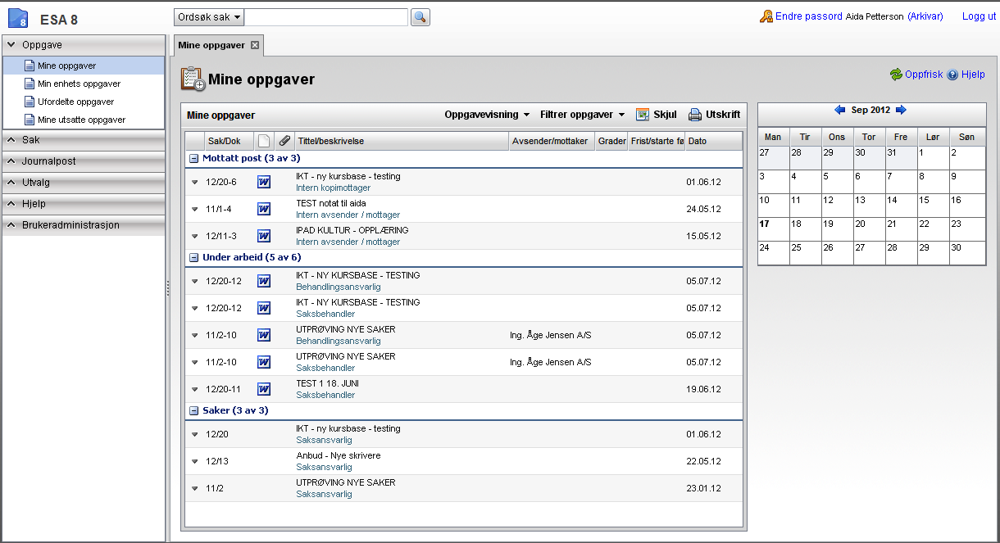 8 ESA 8 Ordsøk sak Endre passord Aida Petterson (Arkivar) Logg ut
Oppgave
Mine oppgaver
Min enhets oppgaver
Ufordelte oppgaver
Mine utsatte oppgaver
Sak
Journalpost
Utvalg
Hjelp
Brukeradministrasjon
Mine oppgaver
Mine oppgaver
Oppfrisk Hjelp
Mine oppgaver Oppgavevisning Filtrer oppgaver Skjul Utskrift
Sak/Dok Tittel/beskrivelse Avsender/mottaker Grader Frist/starte fø Dato
Mottatt post (3 av 3)
12/20-6 W IKT - ny kursbase - testing 01.06.12
Intern kopimottager
11/1-4 W TEST notat til aida 24.05.12
Intern avsender / mottager
12/11-3 W IPAD KULTUR - OPPLÆRING 15.05.12
Intern avsender / mottager
Under arbeid (5 av 6)
12/20-12 W IKT - NY KURSBASE - TESTING 05.07.12
Behandlingsansvarlig
12/20-12 W IKT - NY KURSBASE - TESTING 05.07.12
Saksbehandler
11/2-10 W UTPRØVING NYE SAKER Ing. Åge Jensen A/S 05.07.12
Behandlingsansvarlig
11/2-10 W UTPRØVING NYE SAKER Ing. Åge Jensen A/S 05.07.12
Saksbehandler
12/20-11 W TEST 1 18. JUNI 19.06.12
Saksbehandler
Saker (3 av 3)
12/20 IKT - ny kursbase - testing 01.06.12
Saksansvarlig
12/13 Anbud - Nye skrivere 22.05.12
Saksansvarlig
11/2 UTPRØVING NYE SAKER 23.01.12
Saksansvarlig
Sep 2012
Man Tir Ons Tor Fre Lør Søn
27 28 29 30 31 1 2
3 4 5 6 7 8 9
10 11 12 13 14 15 16
17 18 19 20 21 22 23
24 25 26 27 28 29 30